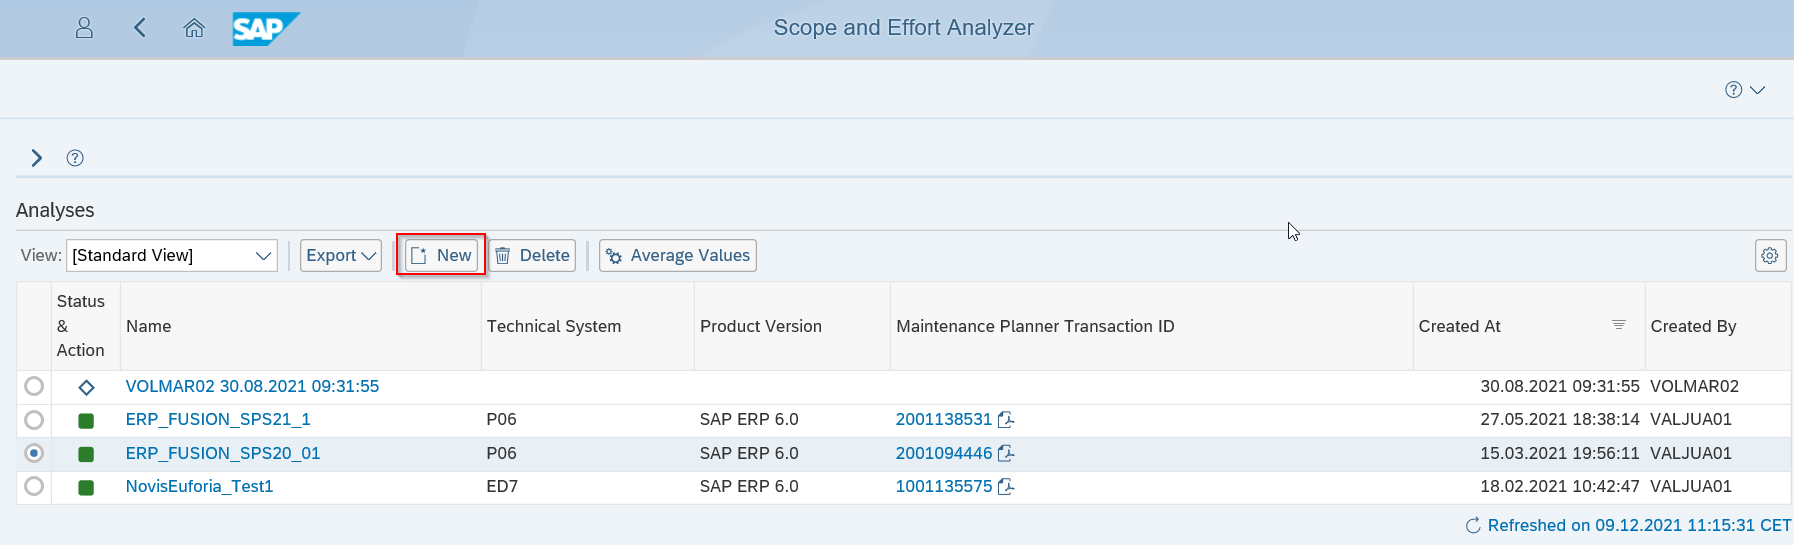 SAP Scope and Effort Analyzer
Analyses
View: [Standard View] Export New Delete Average Values
Status & Action Name Technical System Product Version Maintenance Planner Transaction ID Created At Created By
VOLMAR02 30.08.2021 09:31:55 30.08.2021 09:31:55 VOLMAR02
ERP_FUSION_SPS21_1 P06 SAP ERP 6.0 2001138531 27.05.2021 18:38:14 VALJUA01
ERP_FUSION_SPS20_01 P06 SAP ERP 6.0 2001094446 15.03.2021 19:56:11 VALJUA01
NovisEuforia_Test1 ED7 SAP ERP 6.0 1001135575 18.02.2021 10:42:47 VALJUA01
Refreshed on 09.12.2021 11:15:31 CET